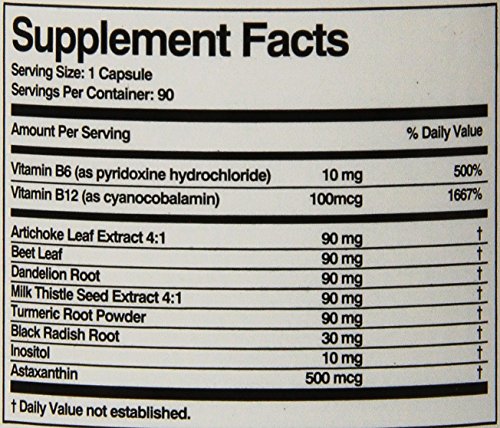 Supplement Facts
Serving Size: 1 Capsule
Servings Per Container: 90
Amount Per Serving % Daily Value
Vitamin B6 (as pyridoxine hydrochloride) 10 mg 500%
Vitamin B12 (as cyanocobalamin) 100mcg 1667%
Artichoke Leaf Extract 4:1 90 mg †
Beet Leaf 90 mg †
Dandelion Root 90 mg †
Milk Thistle Seed Extract 4:1 90 mg †
Turmeric Root Powder 90 mg †
Black Radish Root 30 mg †
Inositol 10 mg †
Astaxanthin 500 mcg †
† Daily Value not established.